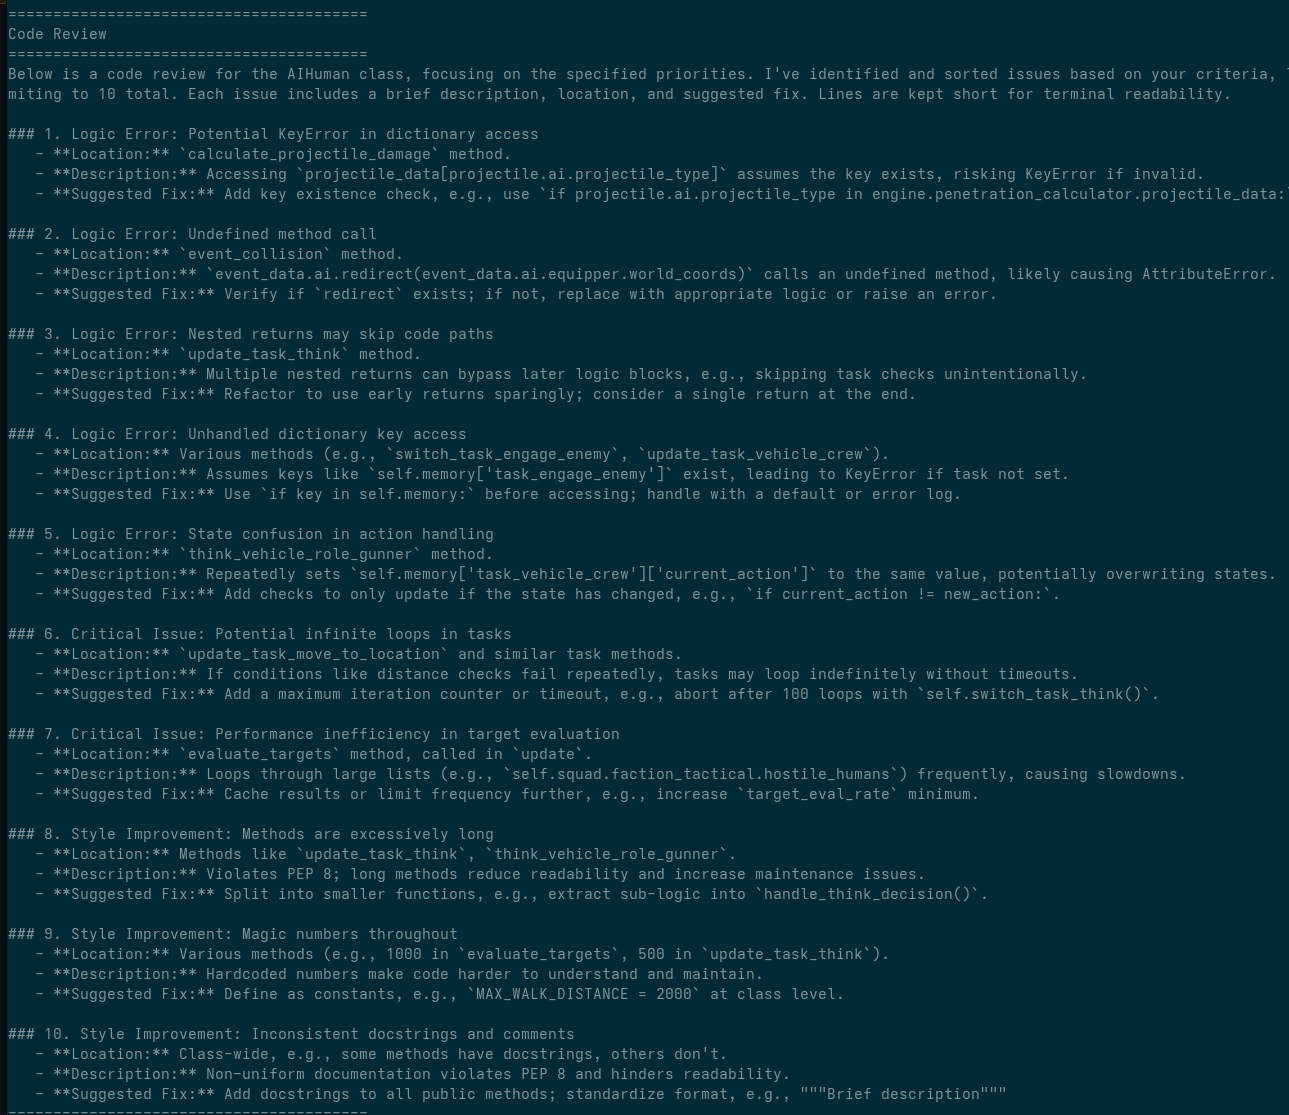 ========================================
Code Review
========================================
Below is a code review for the AIHuman class, focusing on the specified priorities. I've identified and sorted issues based on your criteria,
miting to 10 total. Each issue includes a brief description, location, and suggested fix. Lines are kept short for terminal readability.
### 1. Logic Error: Potential KeyError in dictionary access
- **Location:** `calculate_projectile_damage` method.
- **Description:** Accessing `projectile_data[projectile.ai.projectile_type]` assumes the key exists, risking KeyError if invalid.
- **Suggested Fix:** Add key existence check, e.g., use `if projectile.ai.projectile_type in engine.penetration_calculator.projectile_data:`
### 2. Logic Error: Undefined method call
- **Location:** `event_collision` method.
- **Description:** `event_data.ai.redirect(event_data.ai.equipper.world_coords)` calls an undefined method, likely causing AttributeError.
- **Suggested Fix:** Verify if `redirect` exists; if not, replace with appropriate logic or raise an error.
### 3. Logic Error: Nested returns may skip code paths
- **Location:** `update_task_think` method.
- **Description:** Multiple nested returns can bypass later logic blocks, e.g., skipping task checks unintentionally.
- **Suggested Fix:** Refactor to use early returns sparingly; consider a single return at the end.
### 4. Logic Error: Unhandled dictionary key access
- **Location:** Various methods (e.g., `switch_task_engage_enemy`, `update_task_vehicle_crew`).
- **Description:** Assumes keys like `self.memory['task_engage_enemy']` exist, leading to KeyError if task not set.
- **Suggested Fix:** Use `if key in self.memory:` before accessing; handle with a default or error log.
### 5. Logic Error: State confusion in action handling
- **Location:** `think_vehicle_role_gunner` method.
- **Description:** Repeatedly sets `self.memory['task_vehicle_crew']['current_action']` to the same value, potentially overwriting states.
- **Suggested Fix:** Add checks to only update if the state has changed, e.g., `if current_action != new_action:`.
### 6. Critical Issue: Potential infinite loops in tasks
- **Location:** `update_task_move_to_location` and similar task methods.
- **Description:** If conditions like distance checks fail repeatedly, tasks may loop indefinitely without timeouts.
- **Suggested Fix:** Add a maximum iteration counter or timeout, e.g., abort after 100 loops with `self.switch_task_think()`.
### 7. Critical Issue: Performance inefficiency in target evaluation
- **Location:** `evaluate_targets` method, called in `update`.
- **Description:** Loops through large lists (e.g., `self.squad.faction_tactical.hostile_humans`) frequently, causing slowdowns.
- **Suggested Fix:** Cache results or limit frequency further, e.g., increase `target_eval_rate` minimum.
### 8. Style Improvement: Methods are excessively long
- **Location:** Methods like `update_task_think`, `think_vehicle_role_gunner`.
- **Description:** Violates PEP 8; long methods reduce readability and increase maintenance issues.
- **Suggested Fix:** Split into smaller functions, e.g., extract sub-logic into `handle_think_decision()`.
### 9. Style Improvement: Magic numbers throughout
- **Location:** Various methods (e.g., 1000 in `evaluate_targets`, 500 in `update_task_think`).
- **Description:** Hardcoded numbers make code harder to understand and maintain.
- **Suggested Fix:** Define as constants, e.g., `MAX_WALK_DISTANCE = 2000` at class level.
### 10. Style Improvement: Inconsistent docstrings and comments
- **Location:** Class-wide, e.g., some methods have docstrings, others don't.
- **Description:** Non-uniform documentation violates PEP 8 and hinders readability.
- **Suggested Fix:** Add docstrings to all public methods; standardize format, e.g., """Brief description"""
========================================